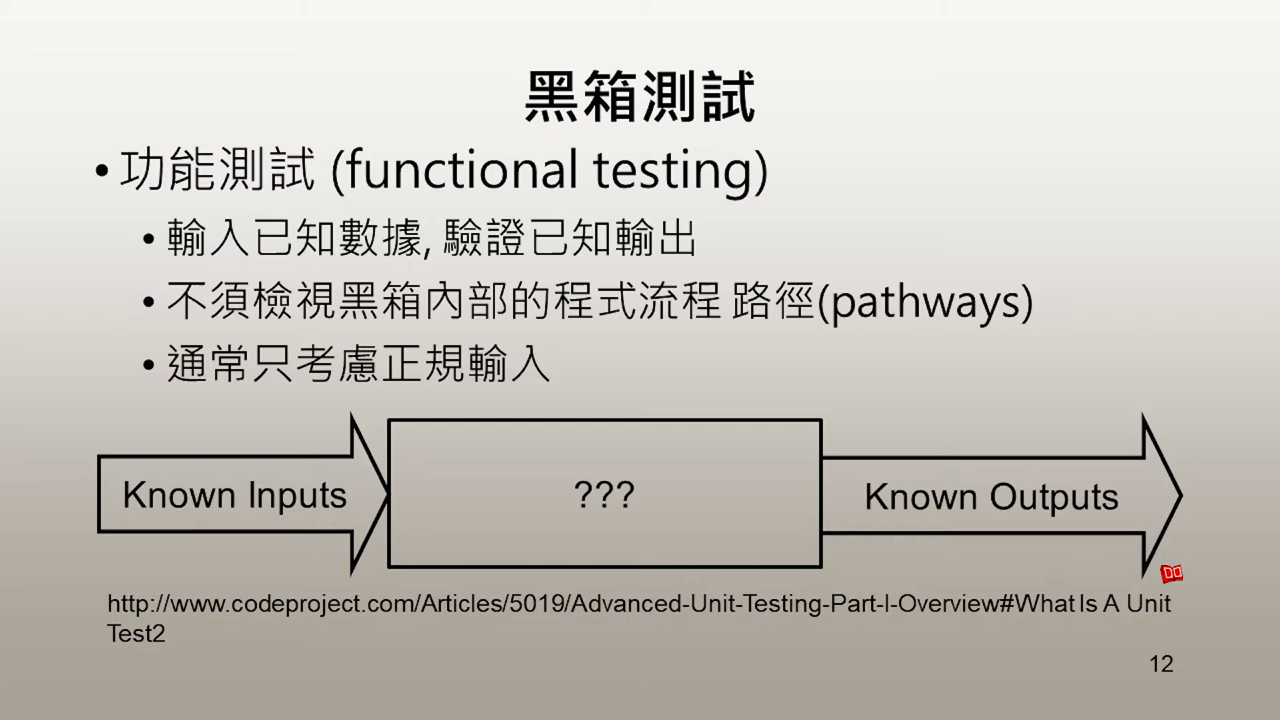 黑箱測試
• 功能測試 (functional testing)
• 輸入已知數據, 驗證已知輸出
• 不須檢視黑箱內部的程式流程 路徑(pathways)
• 通常只考慮正規輸入
Known Inputs
???
Known Outputs
http://www.codeproject.com/Articles/5019/Advanced-Unit-Testing-Part-I-Overview#What Is A Unit
Test2
12